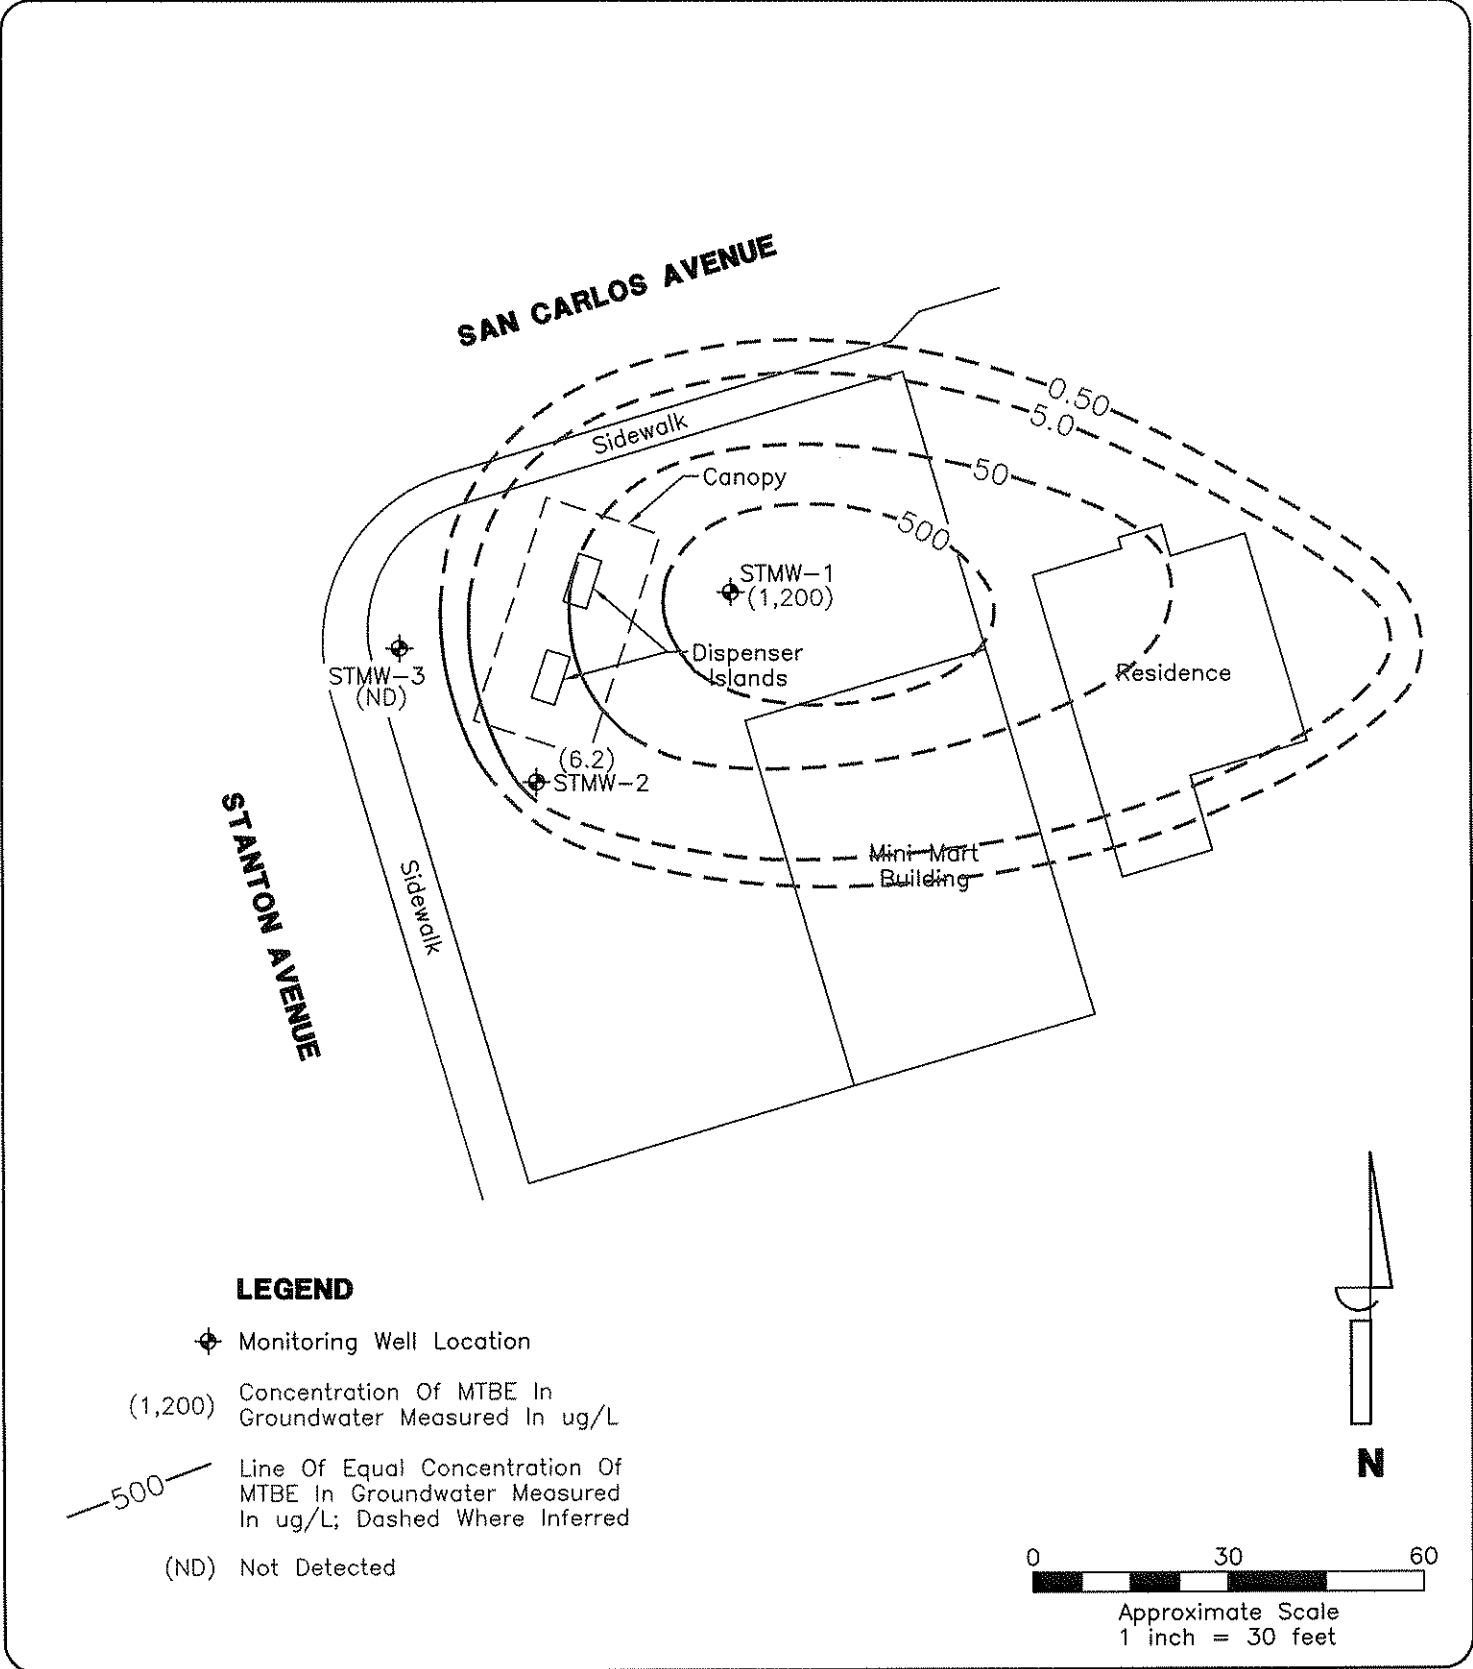 SAN CARLOS AVENUE
0.50
5.0
Sidewalk
50
Canopy
500
STMW-1
(1,200)
STMW-3
(ND)
Dispenser
Islands
Residence
(6.2)
STMW-2
STANTON AVENUE
Sidewalk
Mini Mart
Building
LEGEND
Monitoring Well Location
(1,200) Concentration Of MTBE In
Groundwater Measured In ug/L
500 Line Of Equal Concentration Of
MTBE In Groundwater Measured
In ug/L; Dashed Where Inferred
(ND) Not Detected
N
0 30 60
Approximate Scale
1 inch = 30 feet